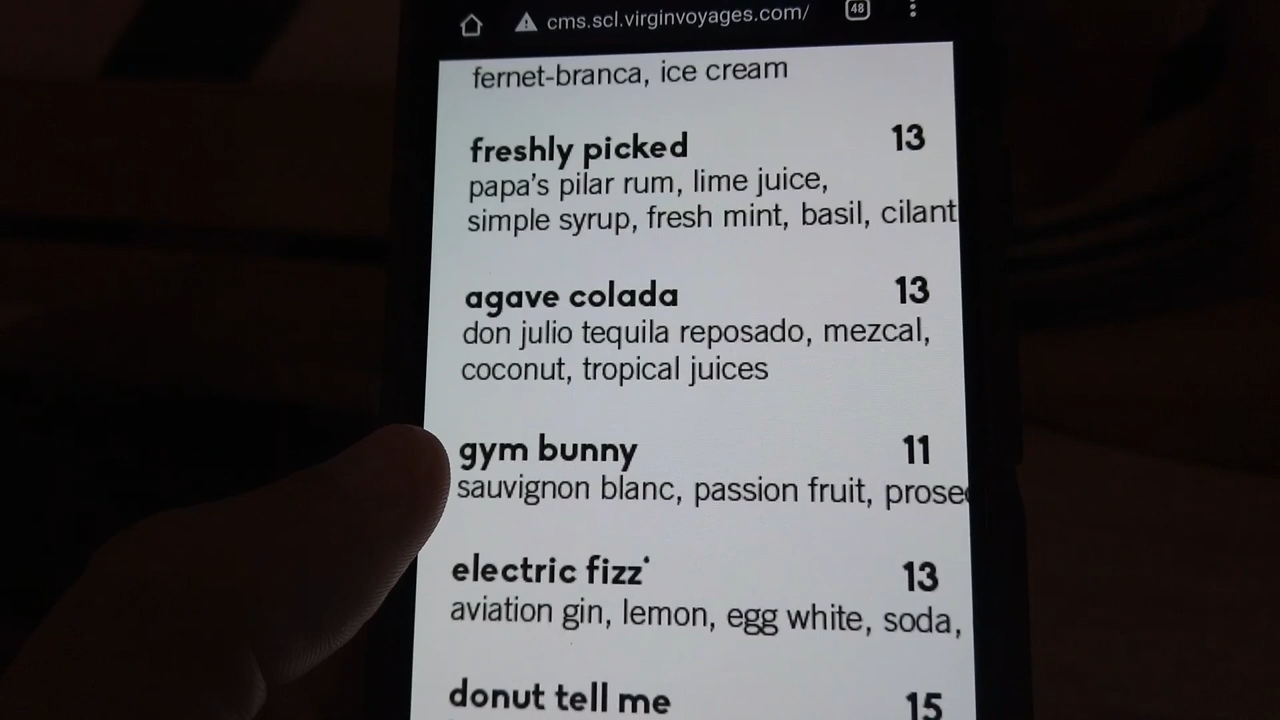 cms.scl.virginvoyages.com/ 48
fernet-branca, ice cream
freshly picked 13
papa's pilar rum, lime juice,
simple syrup, fresh mint, basil, cilant
agave colada 13
don julio tequila reposado, mezcal,
coconut, tropical juices
gym bunny 11
sauvignon blanc, passion fruit, prosec
electric fizz* 13
aviation gin, lemon, egg white, soda,
donut tell me 15